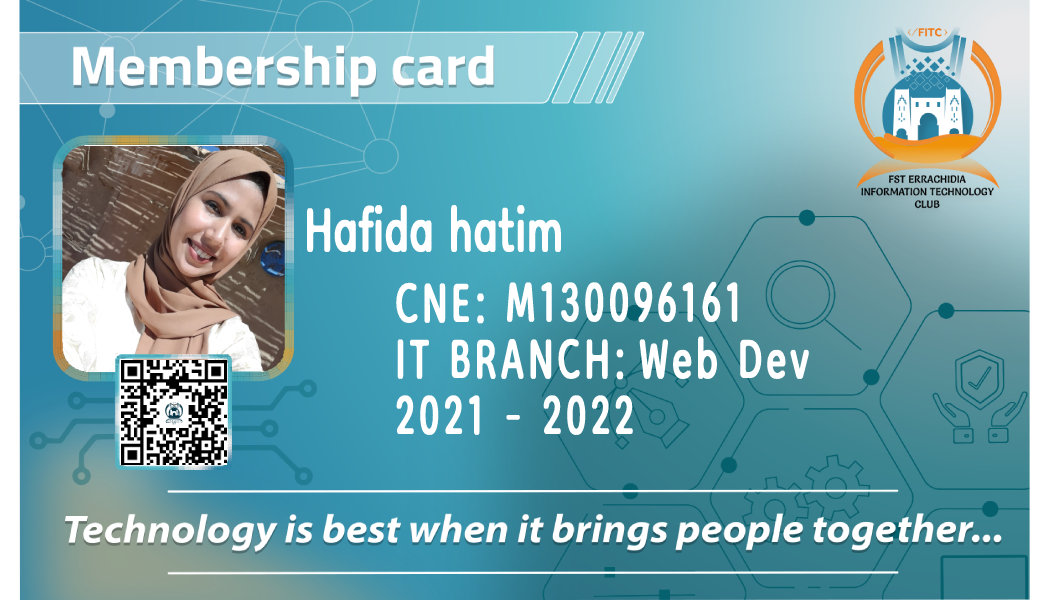 Membership card
</FITC>
FST ERRACHIDIA
INFORMATION TECHNOLOGY
CLUB
Hafida hatim
CNE: M130096161
IT BRANCH: Web Dev
2021 - 2022
Technology is best when it brings people together...